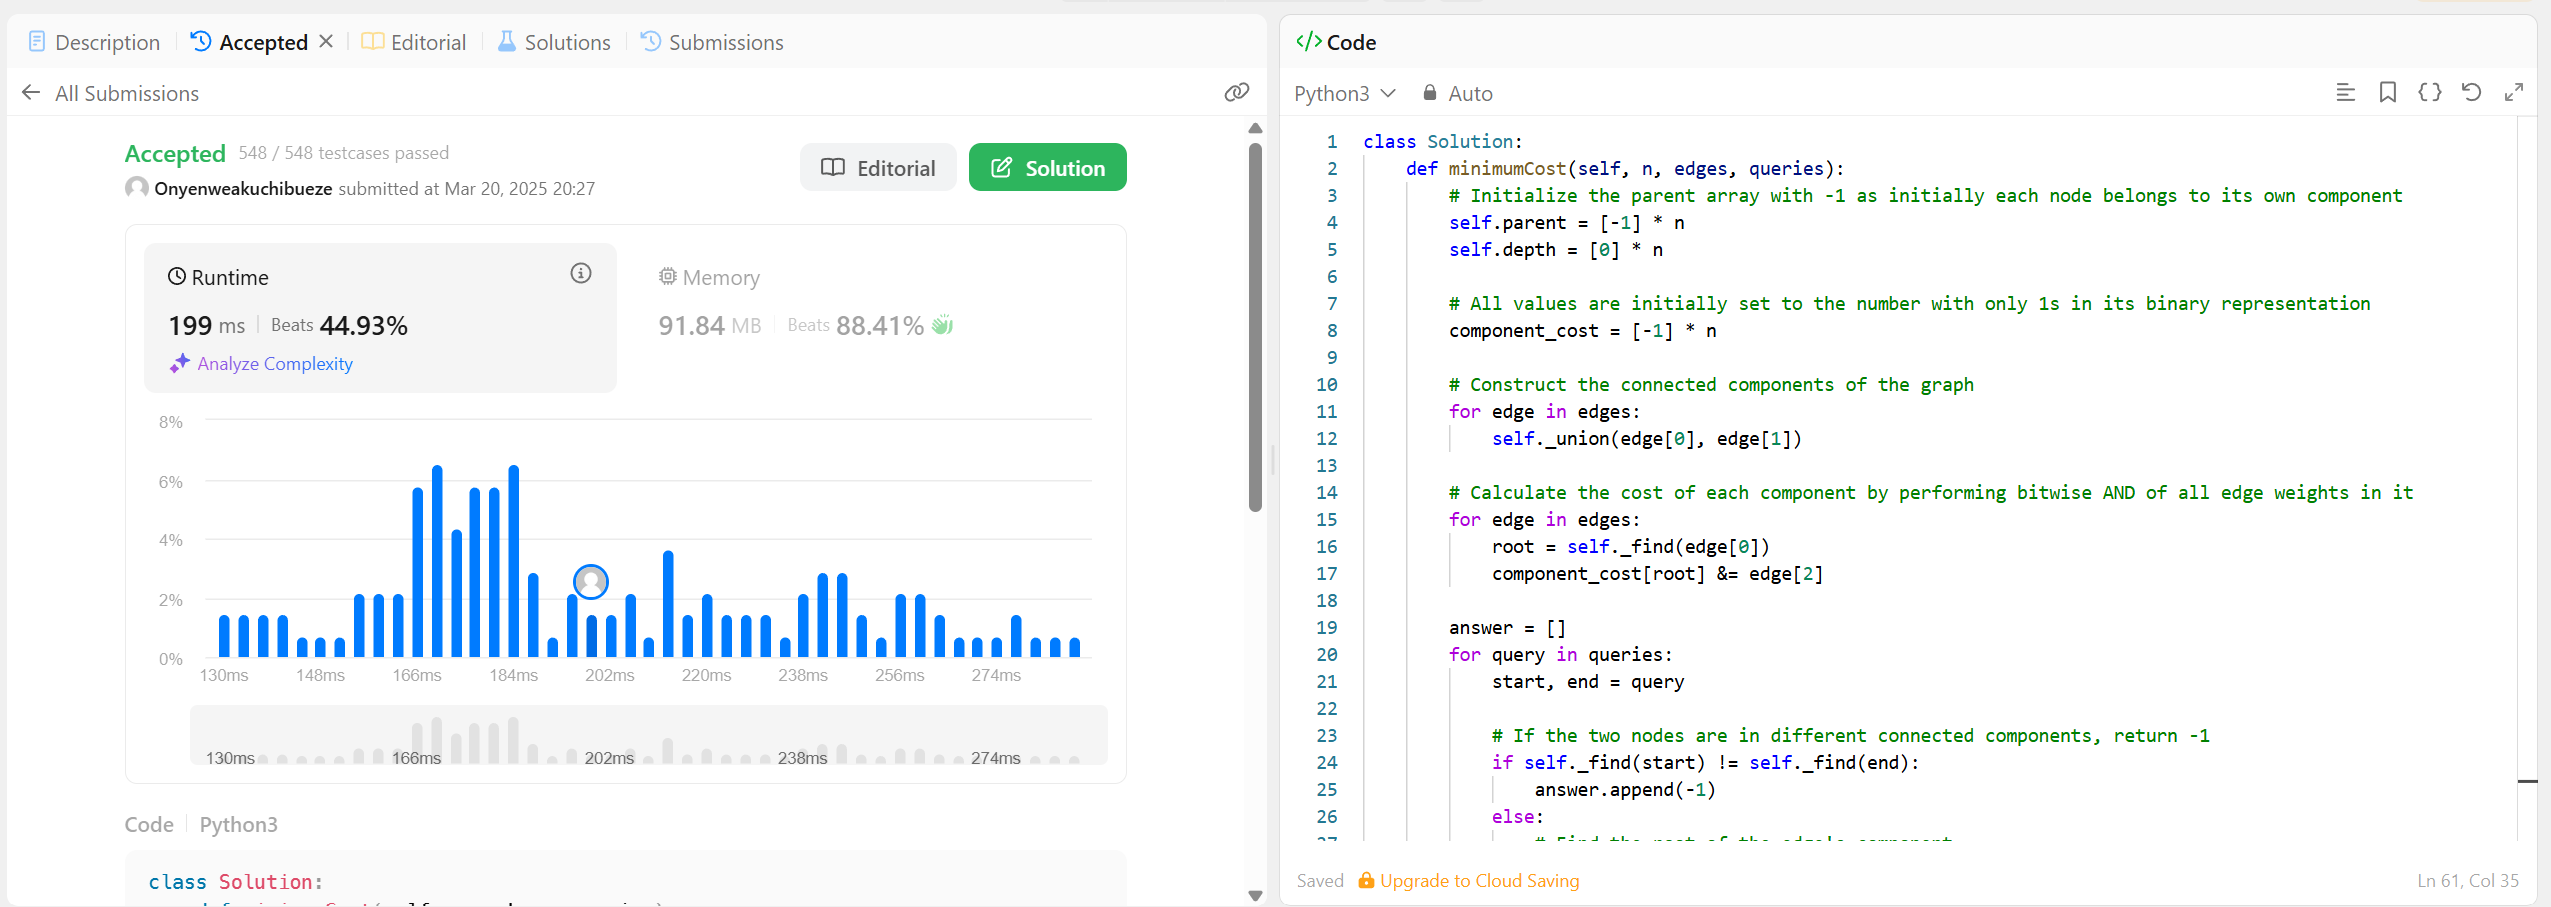 Description Accepted Editorial Solutions Submissions
All Submissions
Accepted 548 / 548 testcases passed
Onyenweakuchibueze submitted at Mar 20, 2025 20:27
Editorial Solution
Runtime
199 ms Beats 44.93%
Analyze Complexity
Memory
91.84 MB Beats 88.41%
8%
6%
4%
2%
0%
130ms 148ms 166ms 184ms 202ms 220ms 238ms 256ms 274ms
130ms 166ms 202ms 238ms 274ms
Code Python3
class Solution:
</> Code
Python3 Auto
1 class Solution:
2 def minimumCost(self, n, edges, queries):
3 # Initialize the parent array with -1 as initially each node belongs to its own component
4 self.parent = [-1] * n
5 self.depth = [0] * n
6
7 # All values are initially set to the number with only 1s in its binary representation
8 component_cost = [-1] * n
9
10 # Construct the connected components of the graph
11 for edge in edges:
12 self._union(edge[0], edge[1])
13
14 # Calculate the cost of each component by performing bitwise AND of all edge weights in it
15 for edge in edges:
16 root = self._find(edge[0])
17 component_cost[root] &= edge[2]
18
19 answer = []
20 for query in queries:
21 start, end = query
22
23 # If the two nodes are in different connected components, return -1
24 if self._find(start) != self._find(end):
25 answer.append(-1)
26 else:
27 # Find the root of the edge's component
Saved Upgrade to Cloud Saving
Ln 61, Col 35